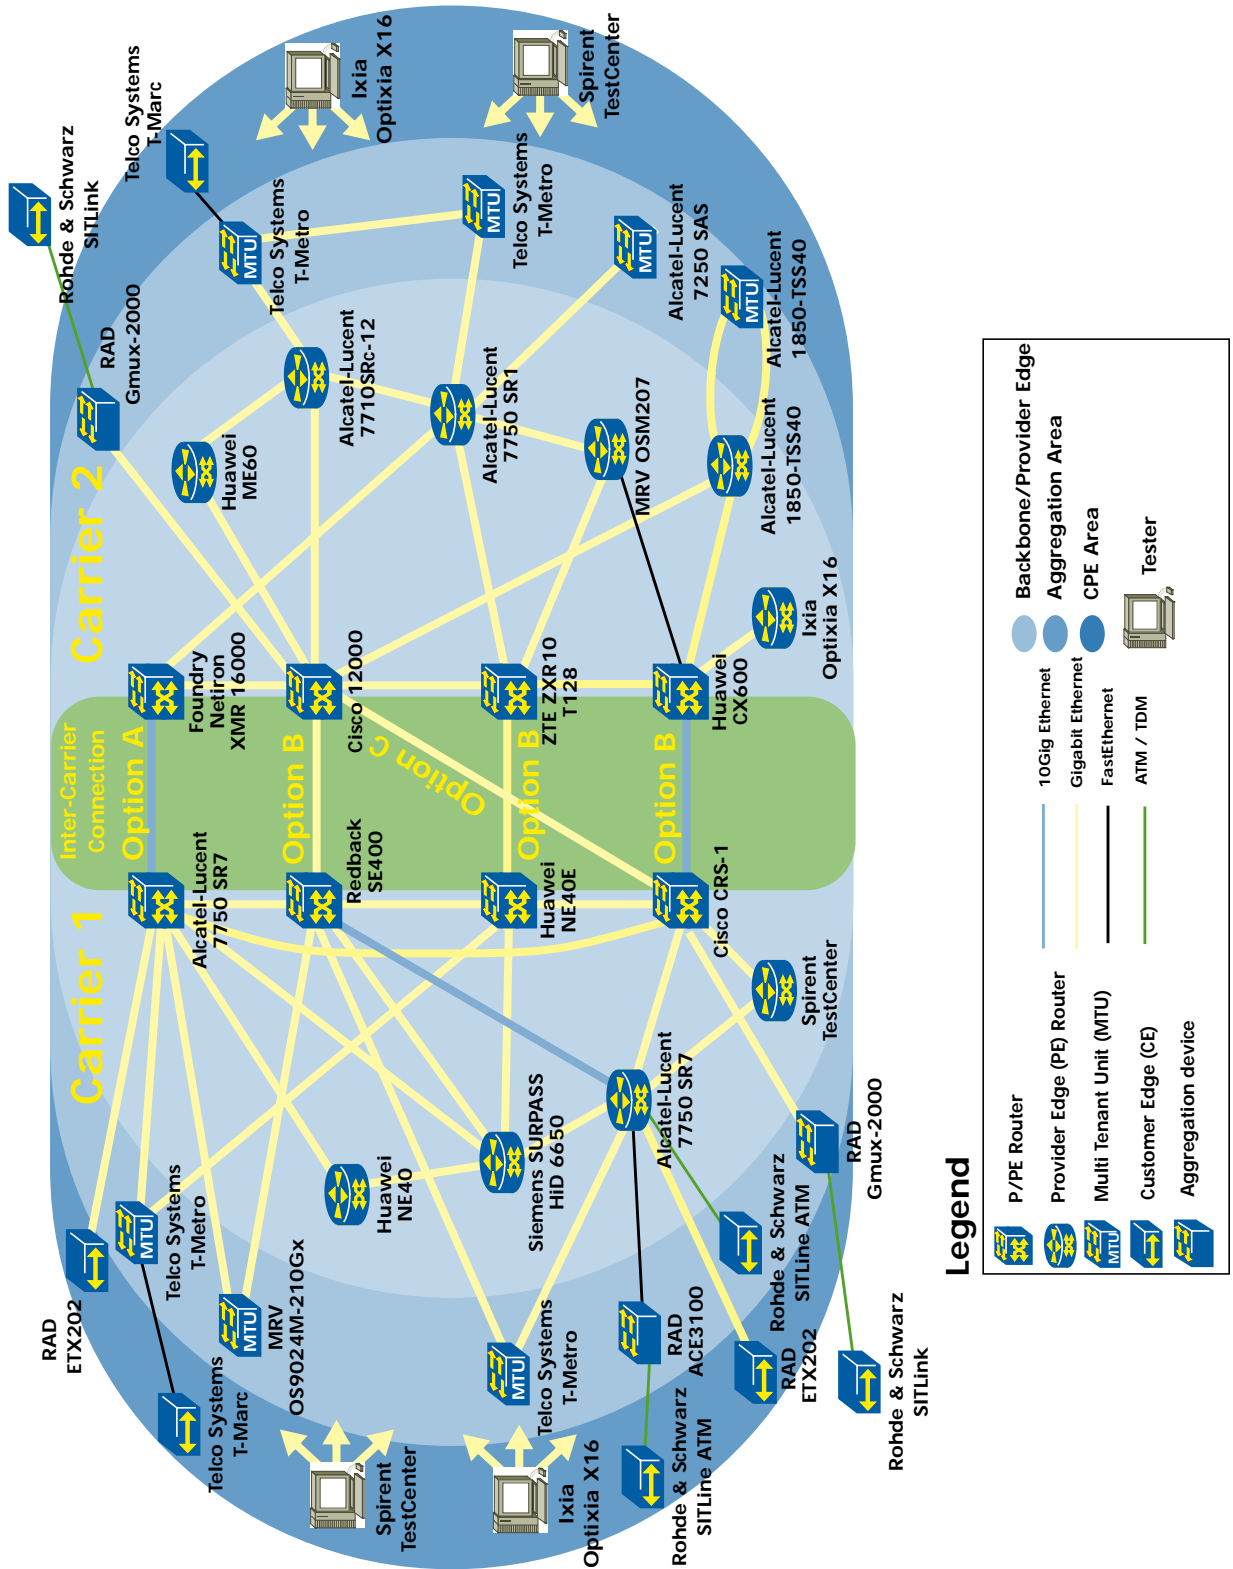 Carrier 1
Carrier 2
Inter-Carrier
Connection
Option A
Option B
Option C
Option B
Option B
RAD
ETX202
Telco Systems
T-Metro
Telco Systems
T-Marc
MRV
OS9024M-210Gx
Spirent
TestCenter
Ixia
Optixia X16
Telco Systems
T-Metro
Huawei
NE40
Siemens SURPASS
HiD 6650
Alcatel-Lucent
7750 SR7
Rohde & Schwarz
SITLine ATM
RAD
ACE3100
Rohde & Schwarz
SITLine ATM
RAD
ETX202
Rohde & Schwarz
SITLink
RAD
Gmux-2000
Spirent
TestCenter
Alcatel-Lucent
7750 SR7
Redback
SE400
Huawei
NE40E
Cisco CRS-1
Foundry
Netiron
XMR 16000
Cisco 12000
ZTE ZXR10
T128
Huawei
CX600
RAD
Gmux-2000
Rohde & Schwarz
SITLink
Huawei
ME60
Alcatel-Lucent
7710SRc-12
Alcatel-Lucent
7750 SR1
MRV OSM207
Alcatel-Lucent
1850-TSS40
Ixia
Optixia X16
Telco Systems
T-Marc
Telco Systems
T-Metro
Telco Systems
T-Metro
Alcatel-Lucent
7250 SAS
Alcatel-Lucent
1850-TSS40
Ixia
Optixia X16
Spirent
TestCenter
MTU
MTU
MTU
MTU
MTU
MTU
MTU
Legend
P/PE Router
Provider Edge (PE) Router
MTU
Multi Tenant Unit (MTU)
Customer Edge (CE)
Aggregation device
10Gig Ethernet
Gigabit Ethernet
FastEthernet
ATM / TDM
Backbone/Provider Edge
Aggregation Area
CPE Area
Tester